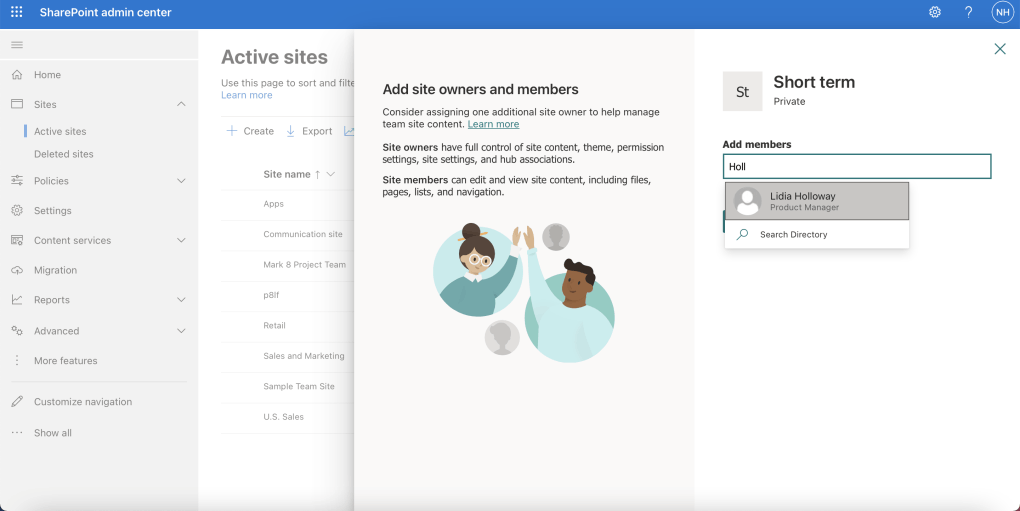 SharePoint admin center
NH
Home
Sites
Active sites
Deleted sites
Policies
Settings
Content services
Migration
Reports
Advanced
More features
Customize navigation
Show all
Active sites
Use this page to sort and filte
Learn more
Create
Export
Site name ↑
Apps
Communication site
Mark 8 Project Team
p8lf
Retail
Sales and Marketing
Sample Team Site
U.S. Sales
Add site owners and members
Consider assigning one additional site owner to help manage
team site content. Learn more
Site owners have full control of site content, theme, permission
settings, site settings, and hub associations.
Site members can edit and view site content, including files,
pages, lists, and navigation.
St
Short term
Private
Add members
Holl
Lidia Holloway
Product Manager
Search Directory